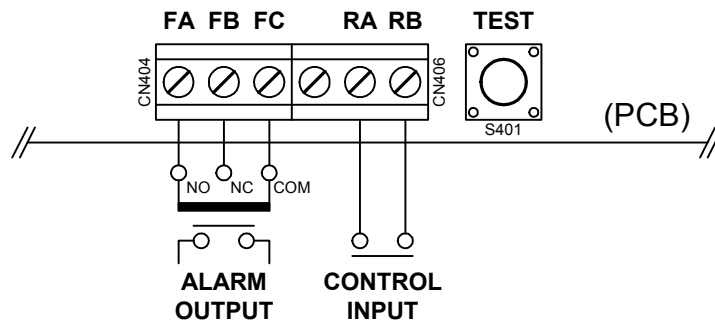 FA FB FC RA RB TEST
CN404
CN406
S401
(PCB)
NO NC COM
ALARM OUTPUT
CONTROL INPUT